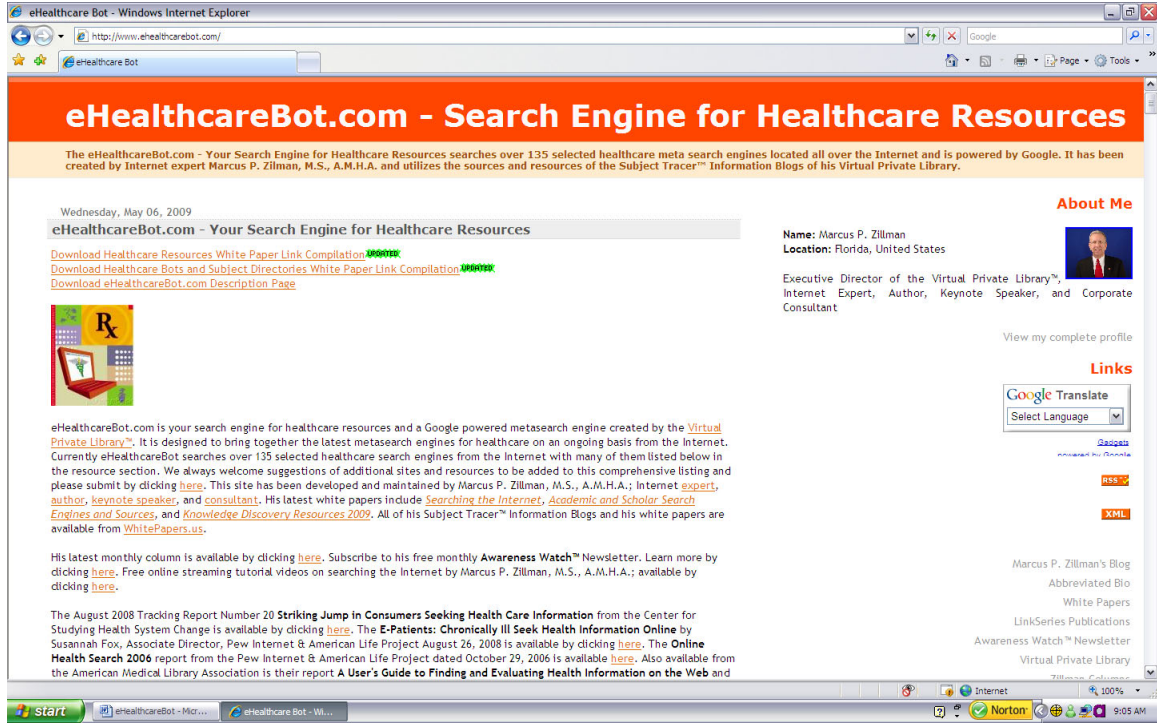 eHealthcare Bot - Windows Internet Explorer
http://www.ehealthcarebot.com/
Google
eHealthcare Bot
Page
Tools
eHealthcareBot.com - Search Engine for Healthcare Resources
The eHealthcareBot.com - Your Search Engine for Healthcare Resources searches over 135 selected healthcare meta search engines located all over the Internet and is powered by Google. It has been
created by Internet expert Marcus P. Zilman, M.S., A.M.H.A. and utilizes the sources and resources of the Subject Tracer™ Information Blogs of his Virtual Private Library.
Wednesday, May 06, 2009
eHealthcareBot.com - Your Search Engine for Healthcare Resources
Download Healthcare Resources White Paper Link Compilation UPDATED
Download Healthcare Bots and Subject Directories White Paper Link Compilation UPDATED
Download eHealthcareBot.com Description Page
Rx
eHealthcareBot.com is your search engine for healthcare resources and a Google powered metasearch engine created by the Virtual
Private Library™. It is designed to bring together the latest metasearch engines for healthcare on an ongoing basis from the Internet.
Currently eHealthcareBot searches over 135 selected healthcare search engines from the Internet with many of them listed below in
the resource section. We always welcome suggestions of additional sites and resources to be added to this comprehensive listing and
please submit by clicking here. This site has been developed and maintained by Marcus P. Zillman, M.S., A.M.H.A.; Internet expert,
author, keynote speaker, and consultant. His latest white papers include Searching the Internet, Academic and Scholar Search
Engines and Sources, and Knowledge Discovery Resources 2009. All of his Subject Tracer™ Information Blogs and his white papers are
available from WhitePapers.us.
His latest monthly column is available by clicking here. Subscribe to his free monthly Awareness Watch™ Newsletter. Learn more by
clicking here. Free online streaming tutorial videos on searching the Internet by Marcus P. Zillman, M.S., A.M.H.A.; available by
clicking here.
The August 2008 Tracking Report Number 20 Striking Jump in Consumers Seeking Health Care Information from the Center for
Studying Health System Change is available by clicking here. The E-Patients: Chronically Ill Seek Health Information Online by
Susannah Fox, Associate Director, Pew Internet & American Life Project August 26, 2008 is available by clicking here. The Online
Health Search 2006 report from the Pew Internet & American Life Project dated October 29, 2006 is available here. Also available from
the American Medical Library Association is their report A User's Guide to Finding and Evaluating Health Information on the Web and
About Me
Name: Marcus P. Zillman
Location: Florida, United States
Executive Director of the Virtual Private Library™,
Internet Expert, Author, Keynote Speaker, and Corporate
Consultant
View my complete profile
Links
Google Translate
Select Language
Gadgets
powered by Google
RSS
XML
Marcus P. Zillman's Blog
Abbreviated Bio
White Papers
LinkSeries Publications
Awareness Watch™ Newsletter
Virtual Private Library
Zillman Columns
Internet
100%
start
eHealthcareBot - Micr...
eHealthcare Bot - Wi...
Norton
9:05 AM